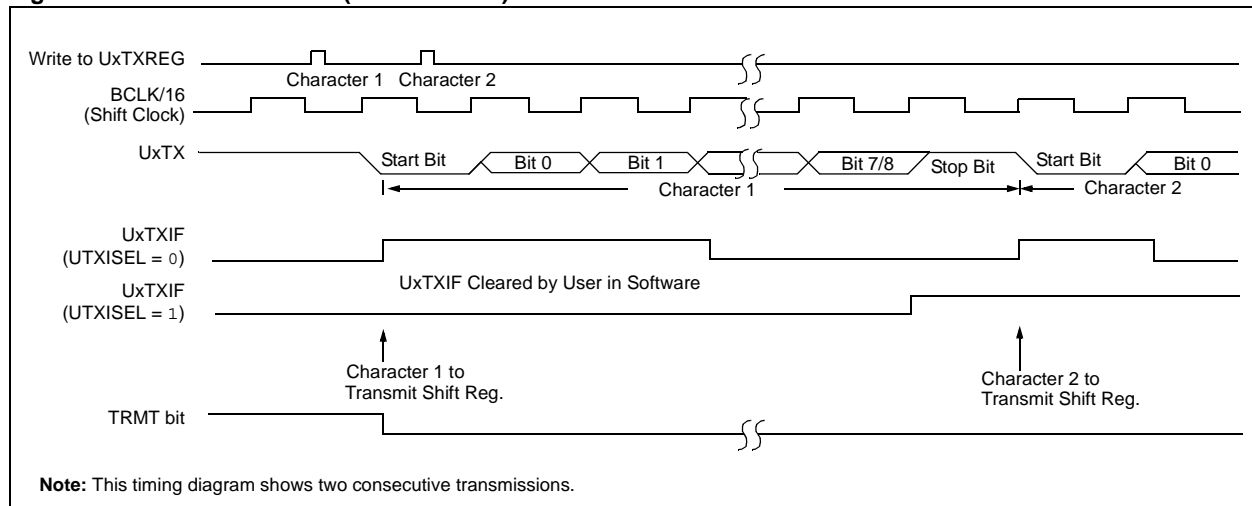 Write to UxTXREG
Character 1 Character 2
BCLK/16
(Shift Clock)
UxTX
Start Bit Bit 0 Bit 1 Bit 7/8 Stop Bit Start Bit Bit 0
Character 1 Character 2
UxTXIF
(UTXISEL = 0)
UxTXIF Cleared by User in Software
UxTXIF
(UTXISEL = 1)
Character 1 to
Transmit Shift Reg.
Character 2 to
Transmit Shift Reg.
TRMT bit
Note: This timing diagram shows two consecutive transmissions.